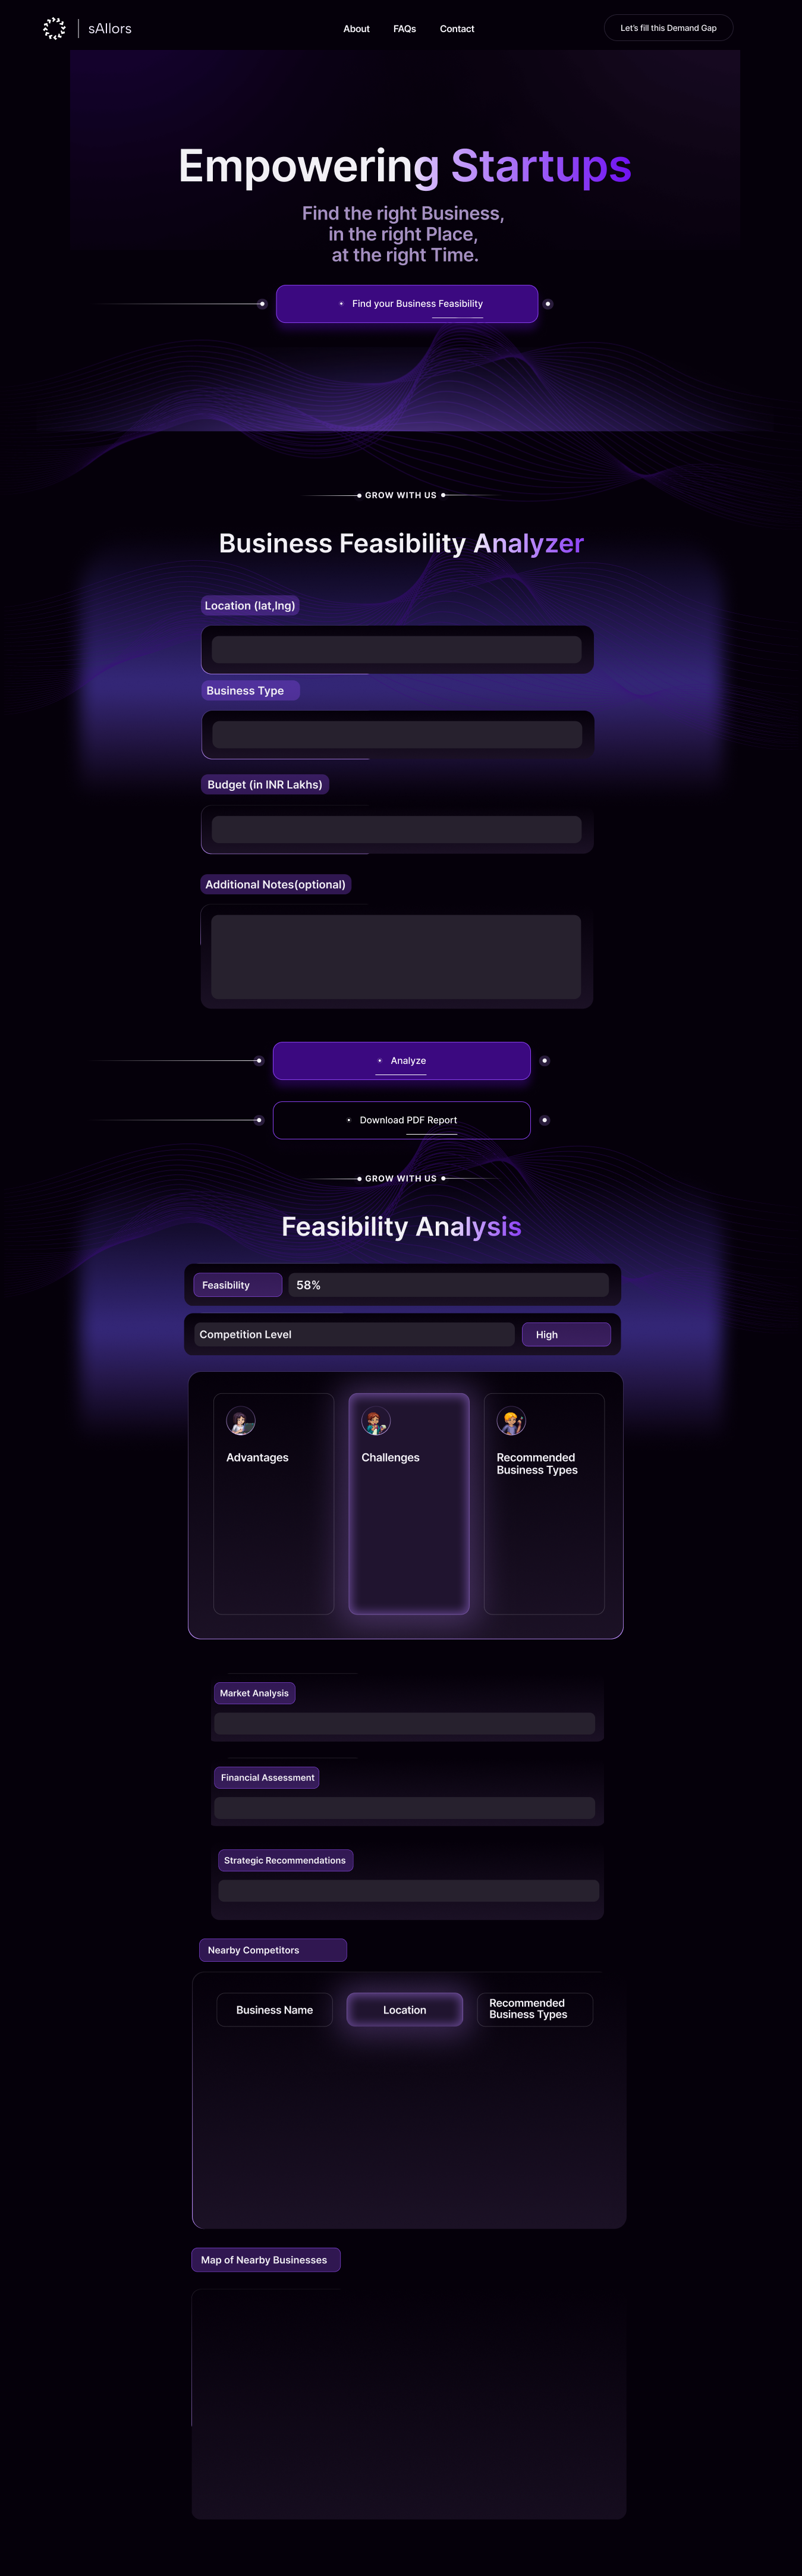 sAIlors
About
FAQs
Contact
Let's fill this Demand Gap
Empowering Startups
Find the right Business,
in the right Place,
at the right Time.
Find your Business Feasibility
GROW WITH US
Business Feasibility Analyzer
Location (lat,lng)
Business Type
Budget (in INR Lakhs)
Additional Notes(optional)
Analyze
Download PDF Report
GROW WITH US
Feasibility Analysis
Feasibility
58%
Competition Level
High
Advantages
Challenges
Recommended
Business Types
Market Analysis
Financial Assessment
Strategic Recommendations
Nearby Competitors
Business Name
Location
Recommended
Business Types
Map of Nearby Businesses